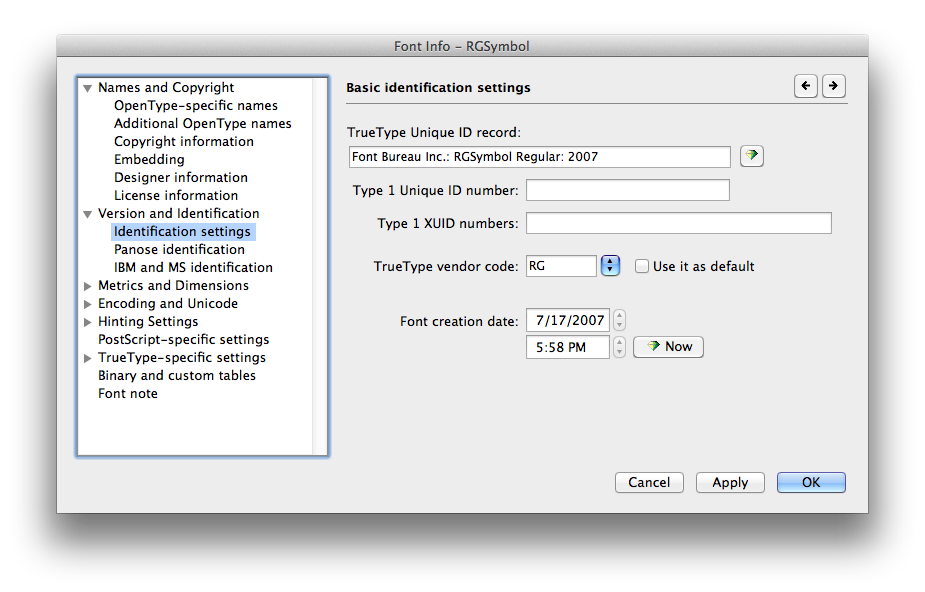 Font Info – RGSymbol
Names and Copyright
OpenType-specific names
Additional OpenType names
Copyright information
Embedding
Designer information
License information
Version and Identification
Identification settings
Panose identification
IBM and MS identification
Metrics and Dimensions
Encoding and Unicode
Hinting Settings
PostScript-specific settings
TrueType-specific settings
Binary and custom tables
Font note
Basic identification settings
TrueType Unique ID record:
Font Bureau Inc.: RGSymbol Regular: 2007
Type 1 Unique ID number:
Type 1 XUID numbers:
TrueType vendor code: RG Use it as default
Font creation date: 7/17/2007
5:58 PM Now
Cancel Apply OK